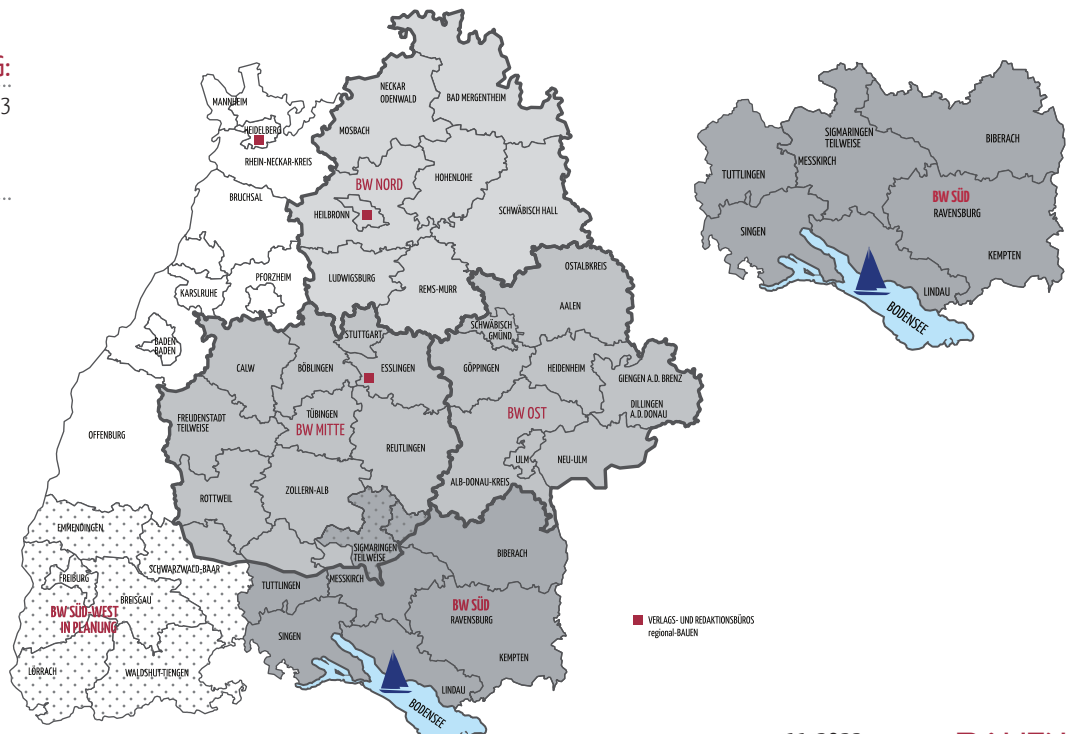 G:
3
MANNHEIM
HEIDELBERG
RHEIN-NECKAR-KREIS
BRUCHSAL
KARLSRUHE
PFORZHEIM
BADEN
BADEN
OFFENBURG
NECKAR
ODENWALD
BAD MERGENTHEIM
MOSBACH
HOHENLOHE
BW NORD
HEILBRONN
SCHWÄBISCH HALL
LUDWIGSBURG
REMS-MURR
OSTALBKREIS
AALEN
SCHWÄBISCH
GMÜND
GÖPPINGEN
HEIDENHEIM
GIENGEN A.D. BRENZ
DILLINGEN
A.D. DONAU
BW OST
ULM
NEU-ULM
ALB-DONAU-KREIS
STUTTGART
CALW
BÖBLINGEN
ESSLINGEN
FREUDENSTADT
TEILWEISE
TÜBINGEN
BW MITTE
REUTLINGEN
ROTTWEIL
ZOLLERN-ALB
SIGMARINGEN
TEILWEISE
EMMENDINGEN
FREIBURG
SCHWARZWALD-BAAR
BREISGAU
BW SÜD-WEST
IN PLANUNG
LÖRRACH
WALDSHUT-TIENGEN
TUTTLINGEN
MESSKIRCH
BIBERACH
BW SÜD
RAVENSBURG
SINGEN
KEMPTEN
LINDAU
BODENSEE
SIGMARINGEN
TEILWEISE
BIBERACH
MESSKIRCH
TUTTLINGEN
BW SÜD
RAVENSBURG
SINGEN
KEMPTEN
LINDAU
BODENSEE
VERLAGS- UND REDAKTIONSBÜROS
regional-BAUEN